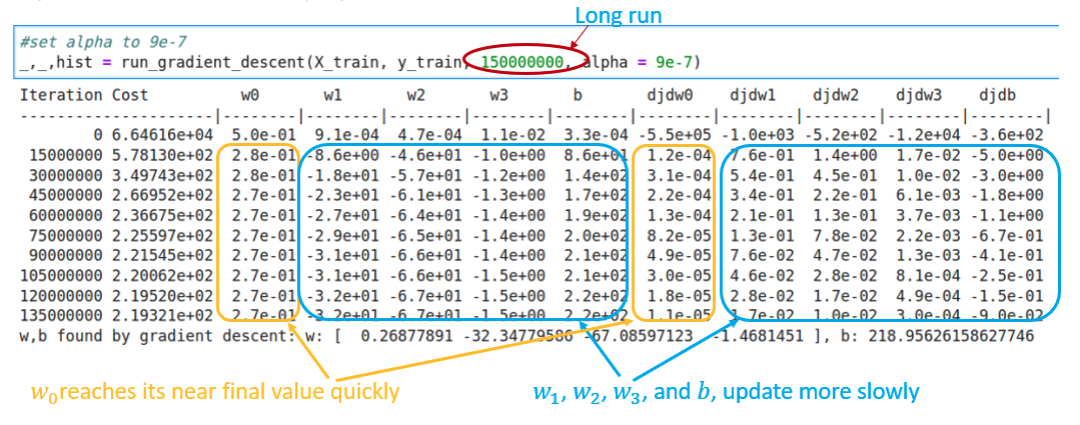 Long run
#set alpha to 9e-7
_,_,hist = run_gradient_descent(X_train, y_train, 150000000, alpha = 9e-7)
Iteration Cost w0 w1 w2 w3 b djdw0 djdw1 djdw2 djdw3 djdb
---------------------|--------|--------|--------|--------|--------|--------|--------|--------|--------|--------|
0 6.64616e+04 5.0e-01 9.1e-04 4.7e-04 1.1e-02 3.3e-04 -5.5e+05 -1.0e+03 -5.2e+02 -1.2e+04 -3.6e+02
15000000 5.78130e+02 2.8e-01 -8.6e+00 -4.6e+01 -1.0e+00 8.6e+01 1.2e-04 7.6e-01 1.4e+00 1.7e-02 -5.0e+00
30000000 3.49743e+02 2.8e-01 -1.8e+01 -5.7e+01 -1.2e+00 1.4e+02 3.1e-04 5.4e-01 4.5e-01 1.0e-02 -3.0e+00
45000000 2.66952e+02 2.7e-01 -2.3e+01 -6.1e+01 -1.3e+00 1.7e+02 2.2e-04 3.4e-01 2.2e-01 6.1e-03 -1.8e+00
60000000 2.36675e+02 2.7e-01 -2.7e+01 -6.4e+01 -1.4e+00 1.9e+02 1.3e-04 2.1e-01 1.3e-01 3.7e-03 -1.1e+00
75000000 2.25597e+02 2.7e-01 -2.9e+01 -6.5e+01 -1.4e+00 2.0e+02 8.2e-05 1.3e-01 7.8e-02 2.2e-03 -6.7e-01
90000000 2.21545e+02 2.7e-01 -3.1e+01 -6.6e+01 -1.4e+00 2.1e+02 4.9e-05 7.6e-02 4.7e-02 1.3e-03 -4.1e-01
105000000 2.20062e+02 2.7e-01 -3.1e+01 -6.6e+01 -1.5e+00 2.1e+02 3.0e-05 4.6e-02 2.8e-02 8.1e-04 -2.5e-01
120000000 2.19520e+02 2.7e-01 -3.2e+01 -6.7e+01 -1.5e+00 2.2e+02 1.8e-05 2.8e-02 1.7e-02 4.9e-04 -1.5e-01
135000000 2.19321e+02 2.7e-01 -3.2e+01 -6.7e+01 -1.5e+00 2.2e+02 1.1e-05 1.7e-02 1.0e-02 3.0e-04 -9.0e-02
w,b found by gradient descent: w: [ 0.26877891 -32.34779586 -67.08597123 -1.4681451 ], b: 218.95626158627746
w₀reaches its near final value quickly
w₁, w₂, w₃, and b, update more slowly